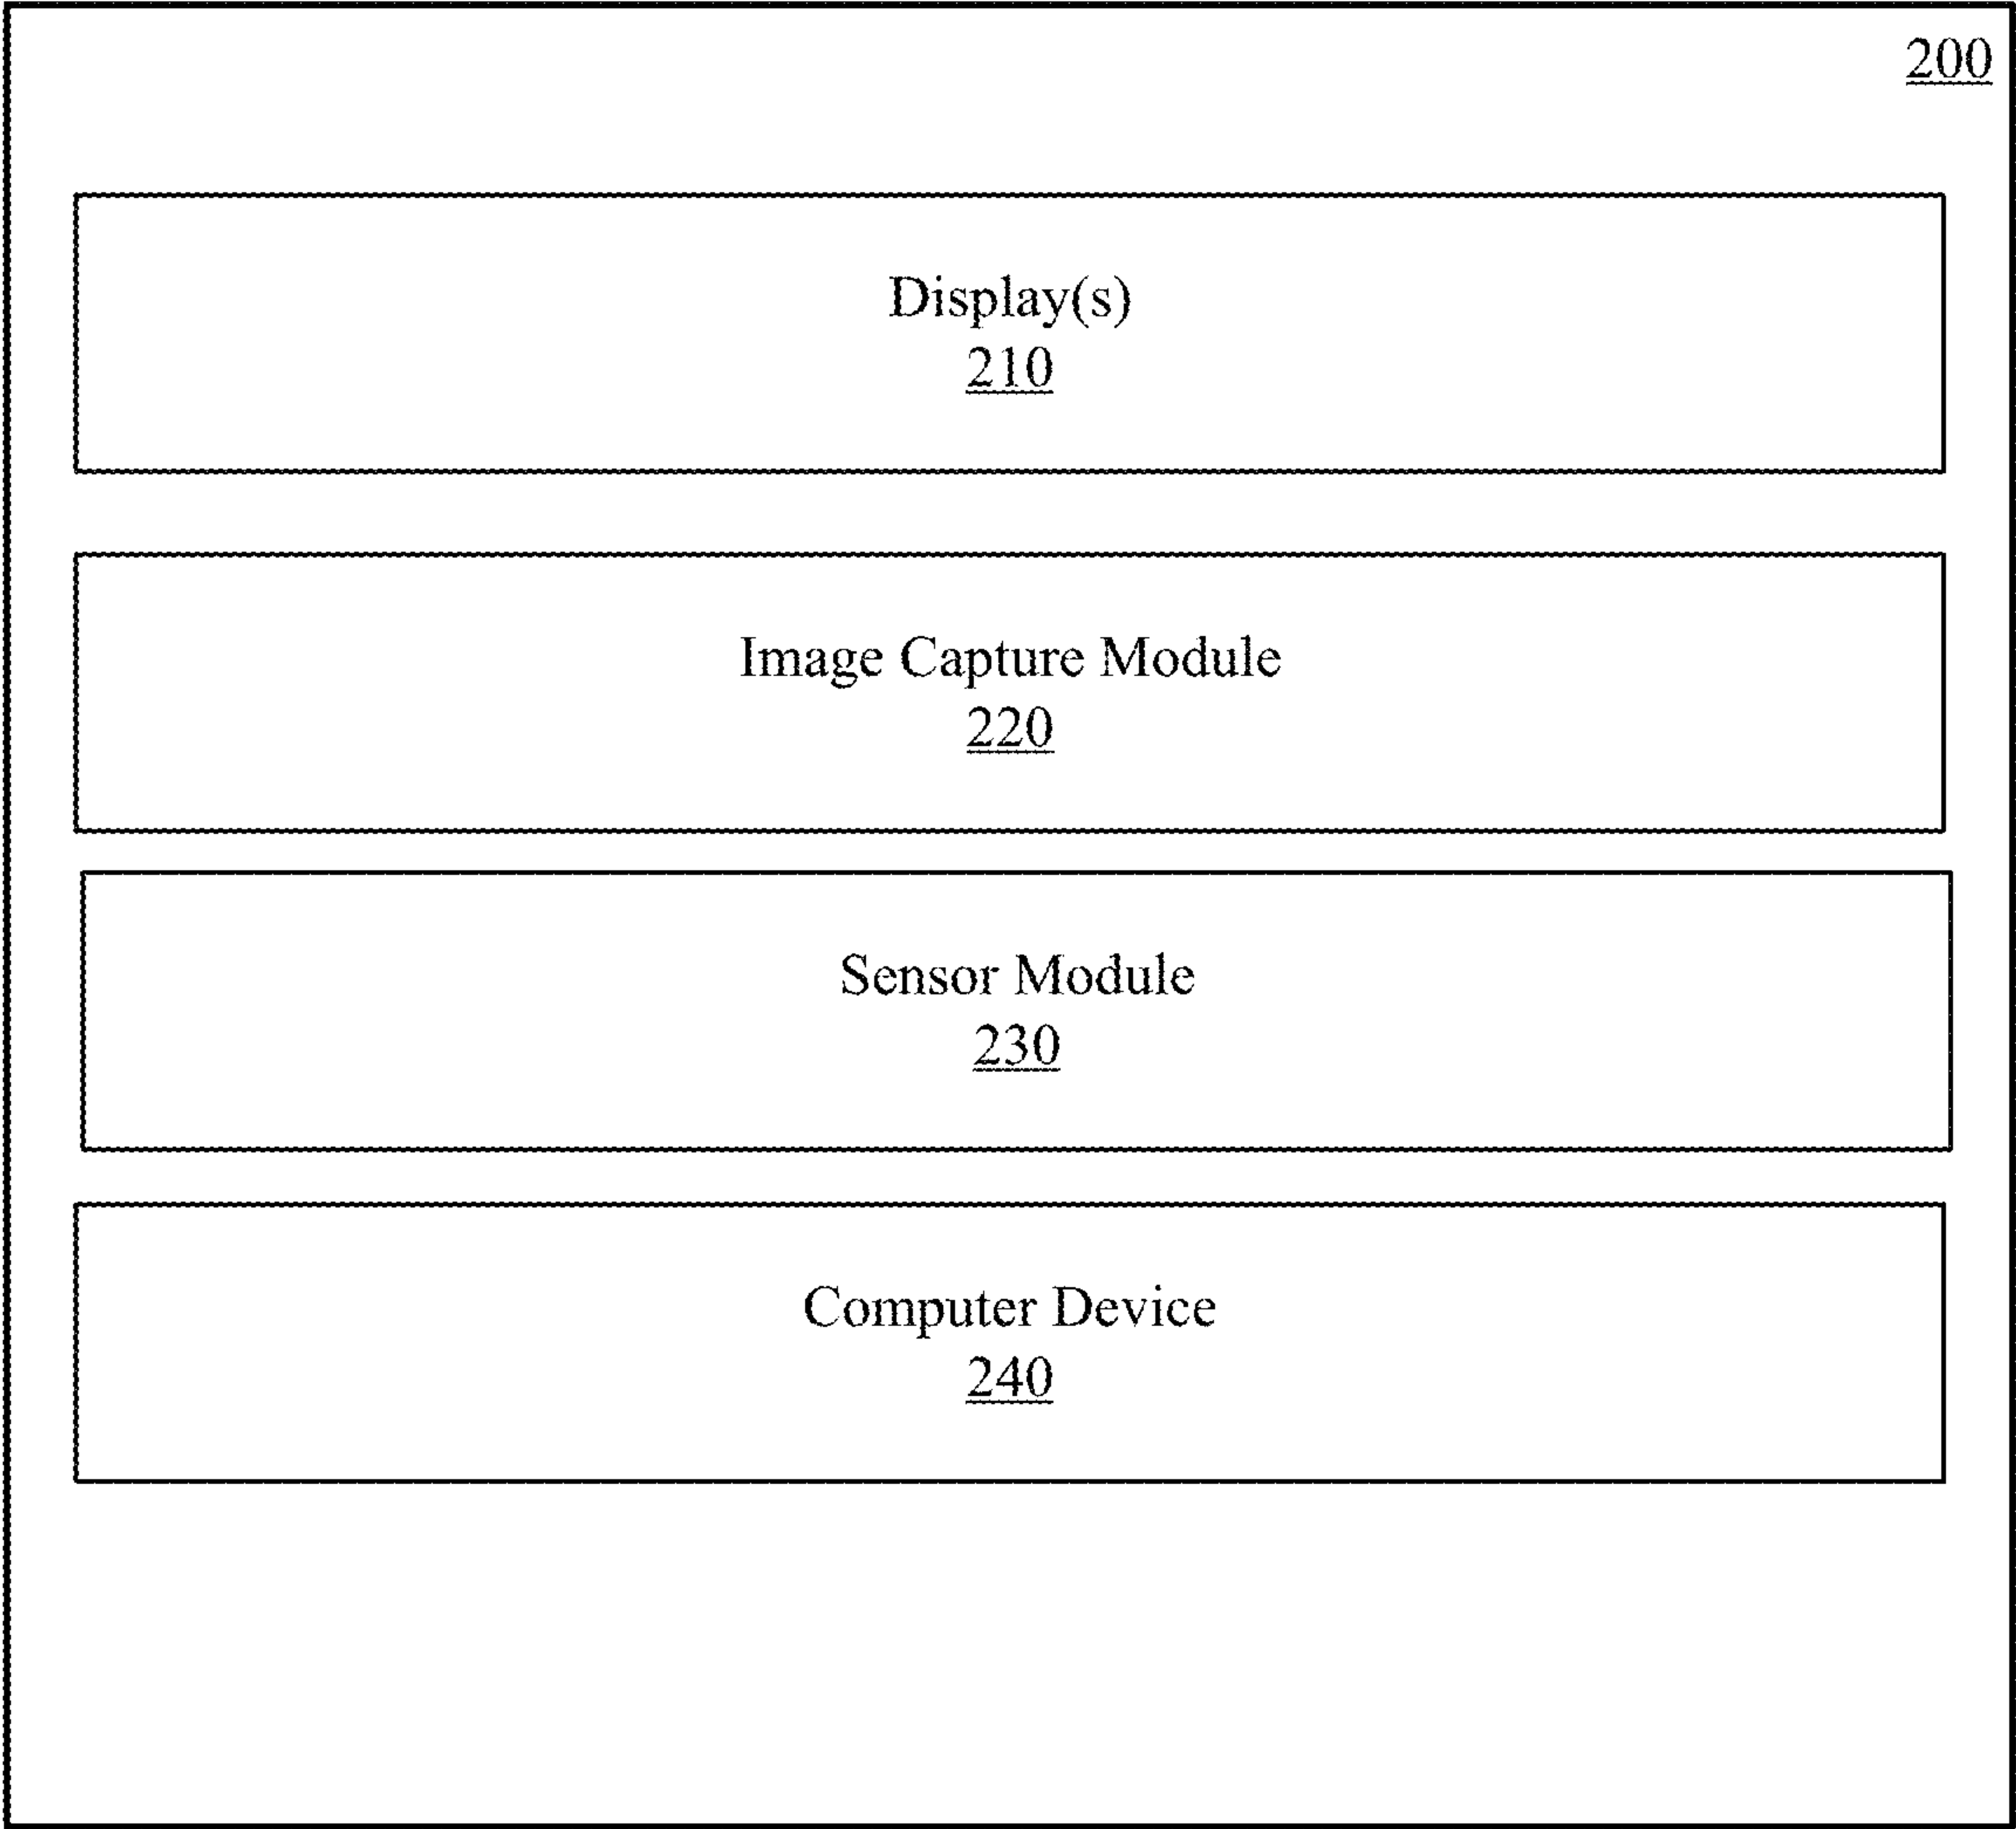 200
Display(s)
210
Image Capture Module
220
Sensor Module
230
Computer Device
240